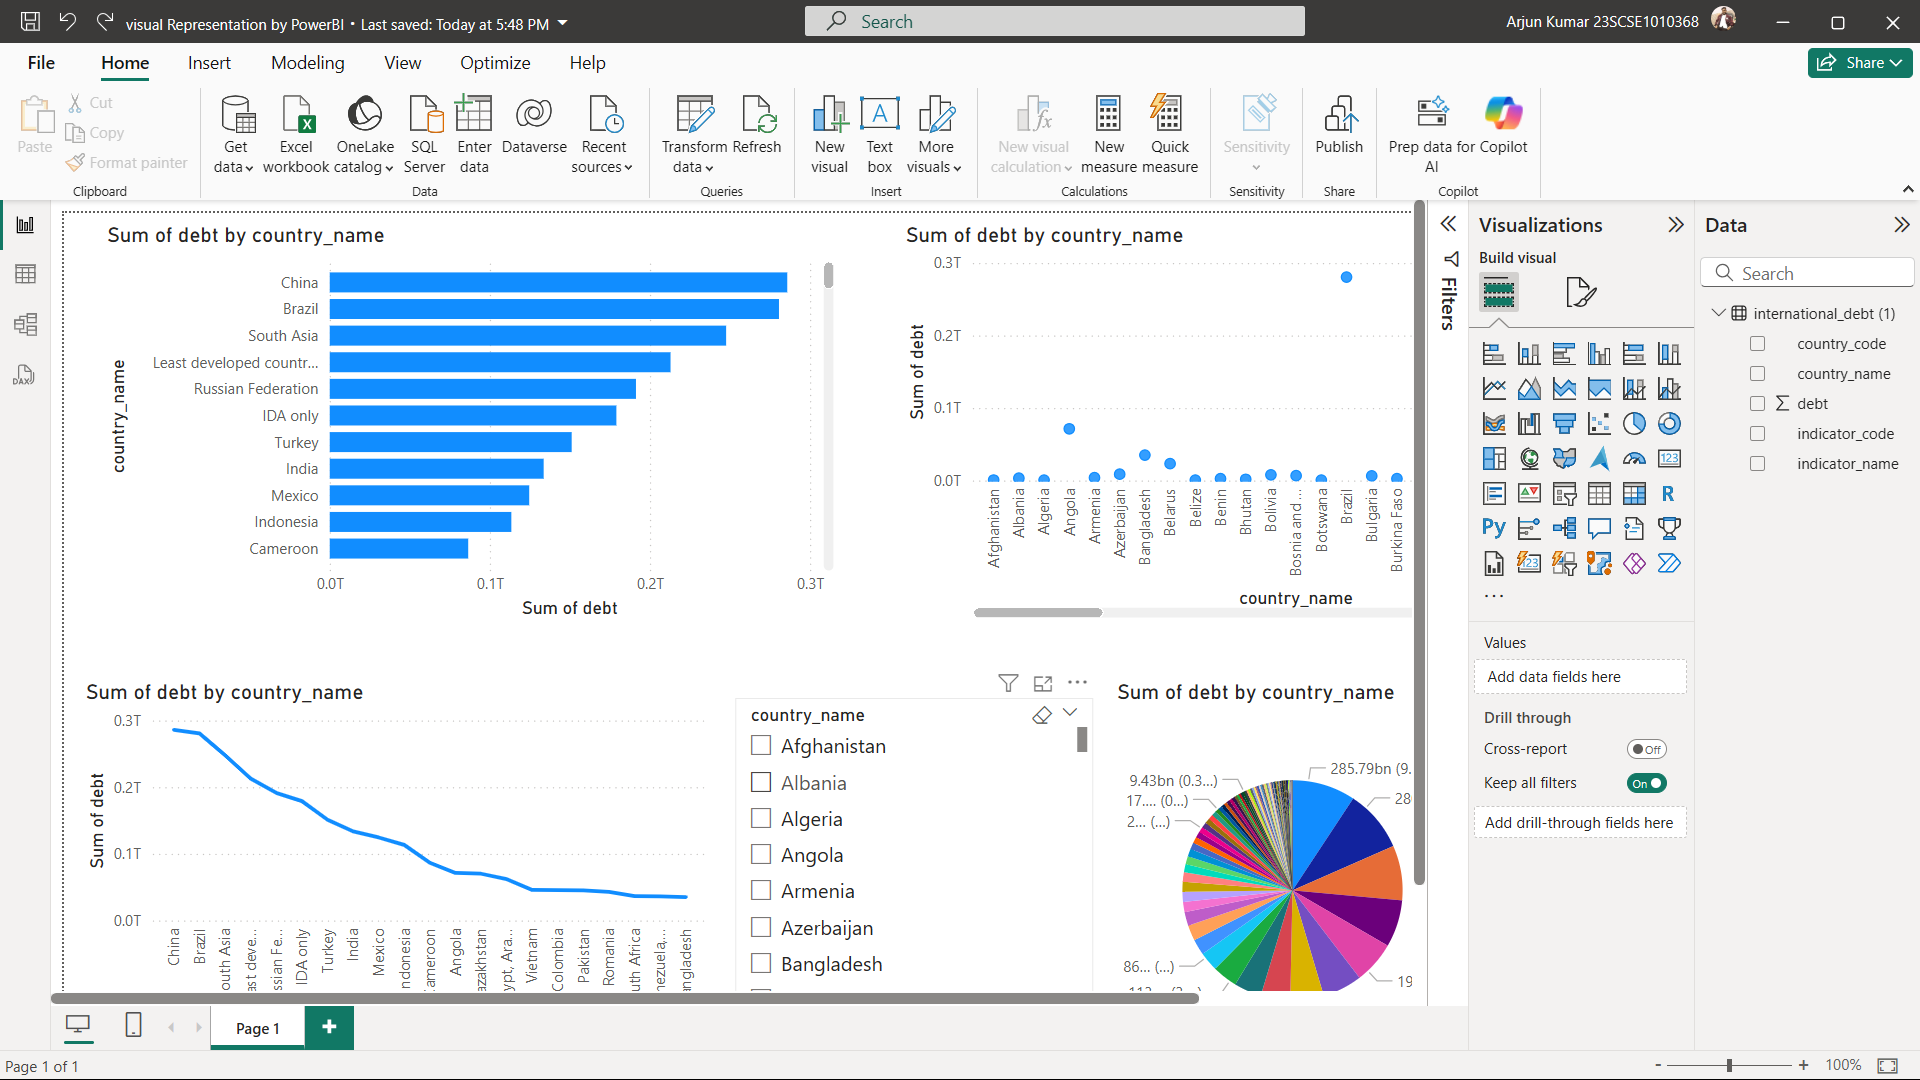 visual Representation by PowerBI • Last saved: Today at 5:48 PM
Search
Arjun Kumar 23SCSE1010368
File
Home
Insert
Modeling
View
Optimize
Help
Share
Paste
Cut
Copy
Format painter
Clipboard
Get data
Excel workbook
OneLake catalog
SQL Server
Enter data
Dataverse
Recent sources
Data
Transform data
Refresh
Queries
New visual
Text box
More visuals
Insert
New visual calculation
New measure
Quick measure
Calculations
Sensitivity
Sensitivity
Publish
Share
Prep data for AI
Copilot
Copilot
Sum of debt by country_name
country_name
China
Brazil
South Asia
Least developed countr...
Russian Federation
IDA only
Turkey
India
Mexico
Indonesia
Cameroon
0.0T
0.1T
0.2T
0.3T
Sum of debt
Sum of debt by country_name
Sum of debt
0.3T
0.2T
0.1T
0.0T
Afghanistan
Albania
Algeria
Angola
Armenia
Azerbaijan
Bangladesh
Belarus
Belize
Benin
Bhutan
Bolivia
Bosnia and ...
Botswana
Brazil
Bulgaria
Burkina Faso
country_name
Sum of debt by country_name
Sum of debt
0.3T
0.2T
0.1T
0.0T
China
Brazil
outh Asia
ast deve...
ssian Fe...
IDA only
Turkey
India
Mexico
ndonesia
ameroon
Angola
azakhstan
ypt, Ara...
Vietnam
Colombia
Pakistan
Romania
uth Africa
nezuela,...
angladesh
country_name
Afghanistan
Albania
Algeria
Angola
Armenia
Azerbaijan
Bangladesh
Sum of debt by country_name
285.79bn (9.
28
19
9.43bn (0.3...)
17.... (0...)
2... (...)
86... (...)
Filters
Visualizations
Build visual
123
R
Py
123
...
Values
Add data fields here
Drill through
Cross-report
Off
Keep all filters
On
Add drill-through fields here
Data
Search
international_debt (1)
country_code
country_name
debt
indicator_code
indicator_name
DAX
Page 1
+
Page 1 of 1
-
+
100%